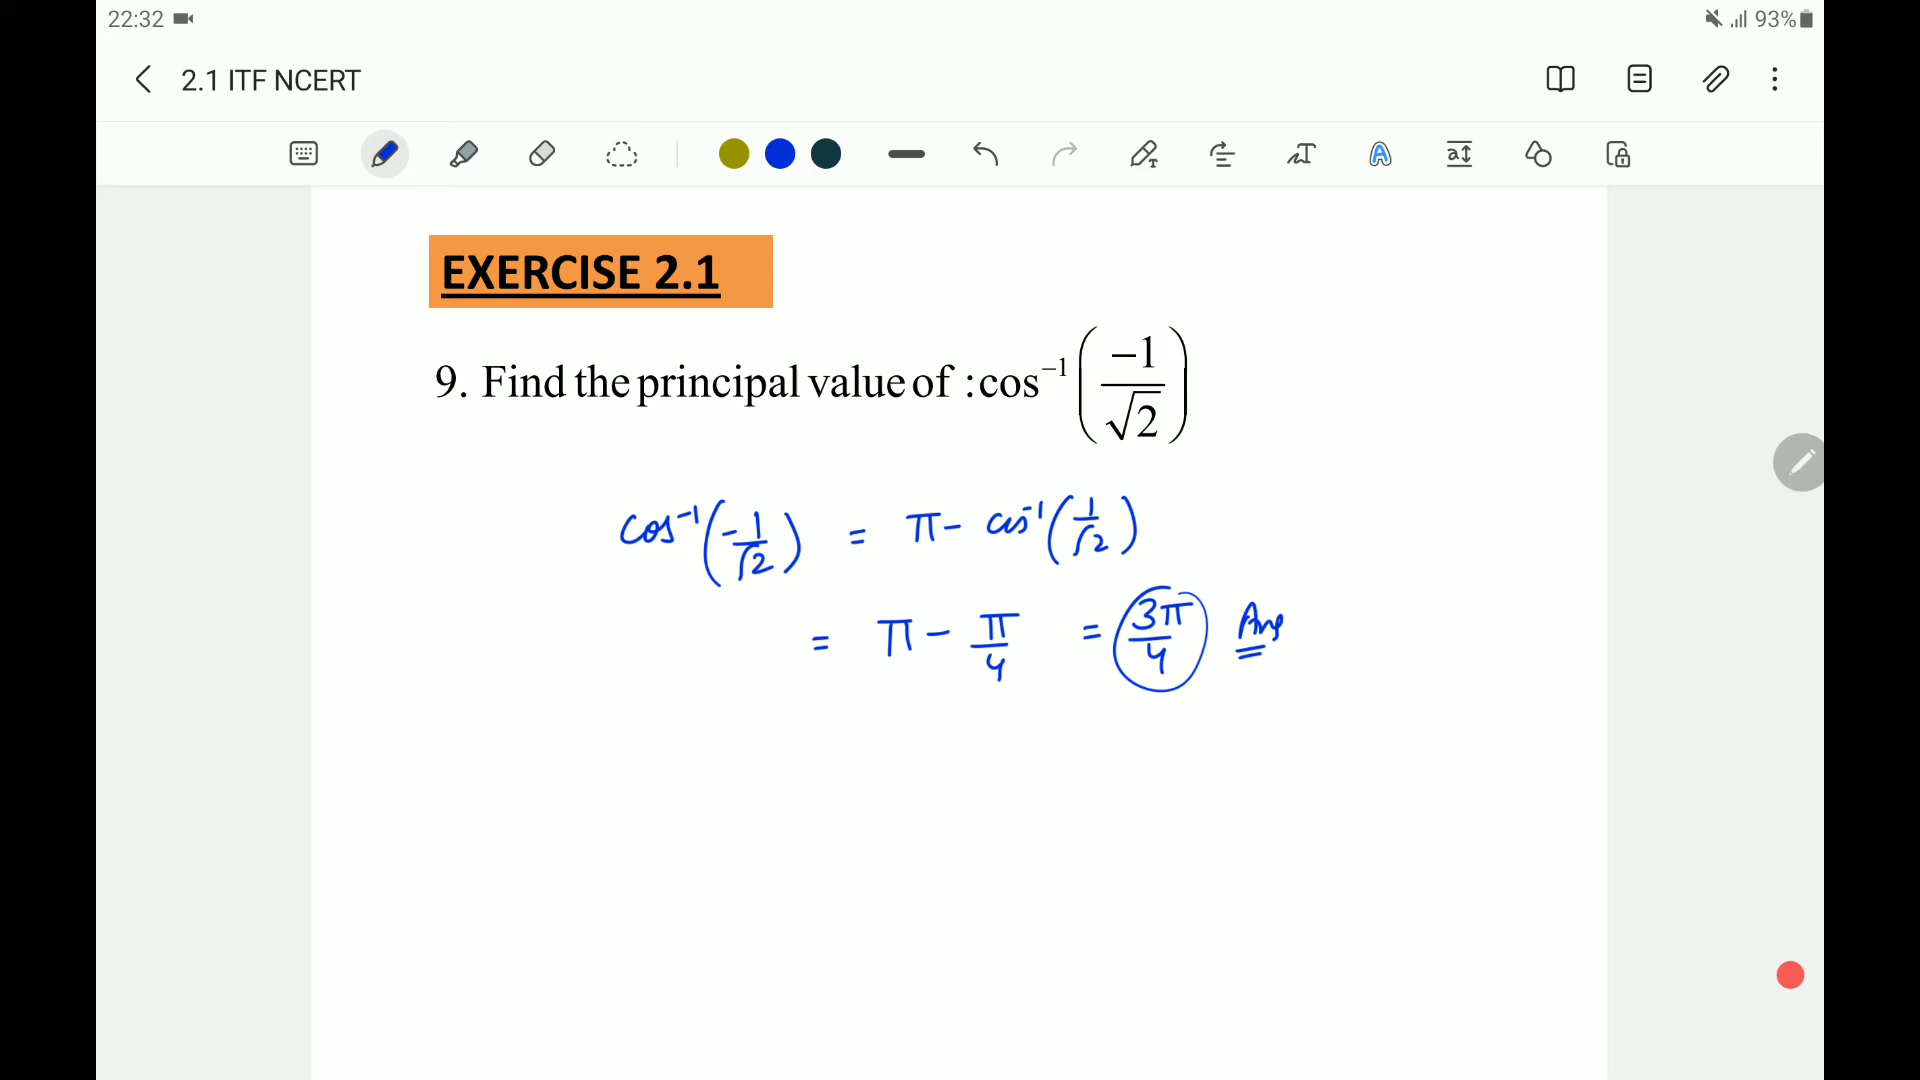 22:32 93%
2.1 ITF NCERT
EXERCISE 2.1
9. Find the principal value of : cos⁻¹(−1/√2)
cos⁻¹(-1/√2) = π - cos⁻¹(1/√2)
= π - π/4 = 3π/4 Ans